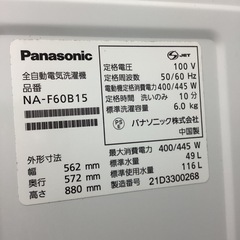 Panasonic
全自動電気洗濯機
品番
NA-F60B15
外形寸法
幅 562 mm
奥行 572 mm
高さ 880 mm
JET
定格電圧 100 V
定格周波数 50/60 Hz
電動機定格消費電力 400/445 W
定格時間 洗いのみ 10 分
標準洗濯容量 6.0 kg
PS E
パナソニック株式会社
中国製
消費電力 400/445 W
標準水量 49 L
標準使用水量 116 L
製造番号 21D3300268